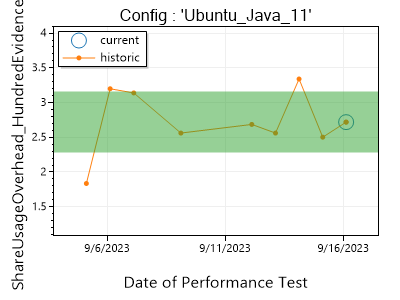 Config : 'Ubuntu_Java_11'
current
historic
ShareUsageOverhead_HundredEvidence
4
3.5
3
2.5
2
1.5
9/6/2023
9/11/2023
9/16/2023
Date of Performance Test